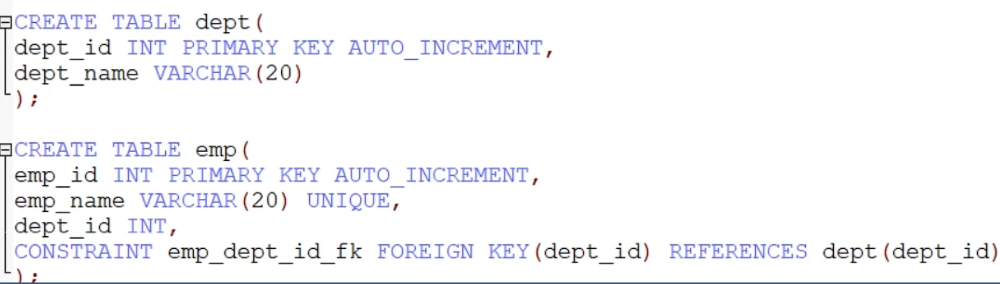 CREATE TABLE dept(
dept_id INT PRIMARY KEY AUTO_INCREMENT,
dept_name VARCHAR(20)
);
CREATE TABLE emp(
emp_id INT PRIMARY KEY AUTO_INCREMENT,
emp_name VARCHAR(20) UNIQUE,
dept_id INT,
CONSTRAINT emp_dept_id_fk FOREIGN KEY(dept_id) REFERENCES dept(dept_id)
);